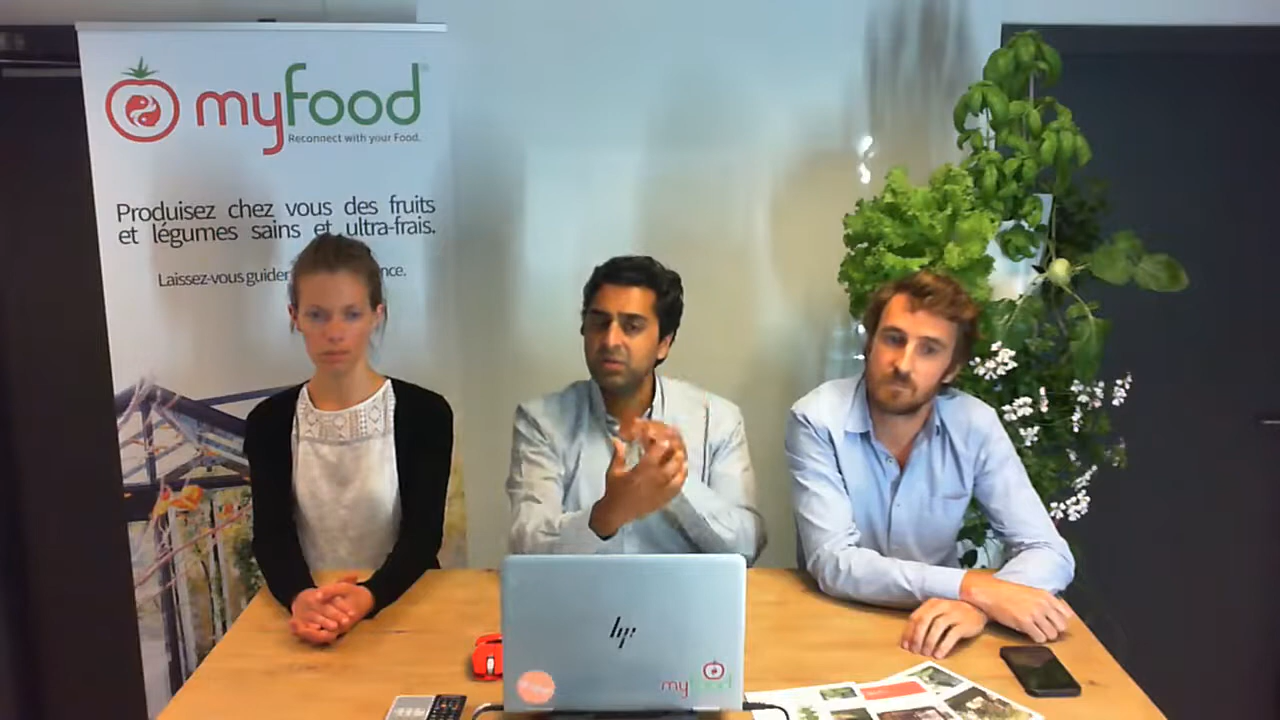 myfood
Reconnect with your Food.
Produisez chez vous des fruits
et légumes sains et ultra-frais.
Laissez-vous guider
hp
myfood